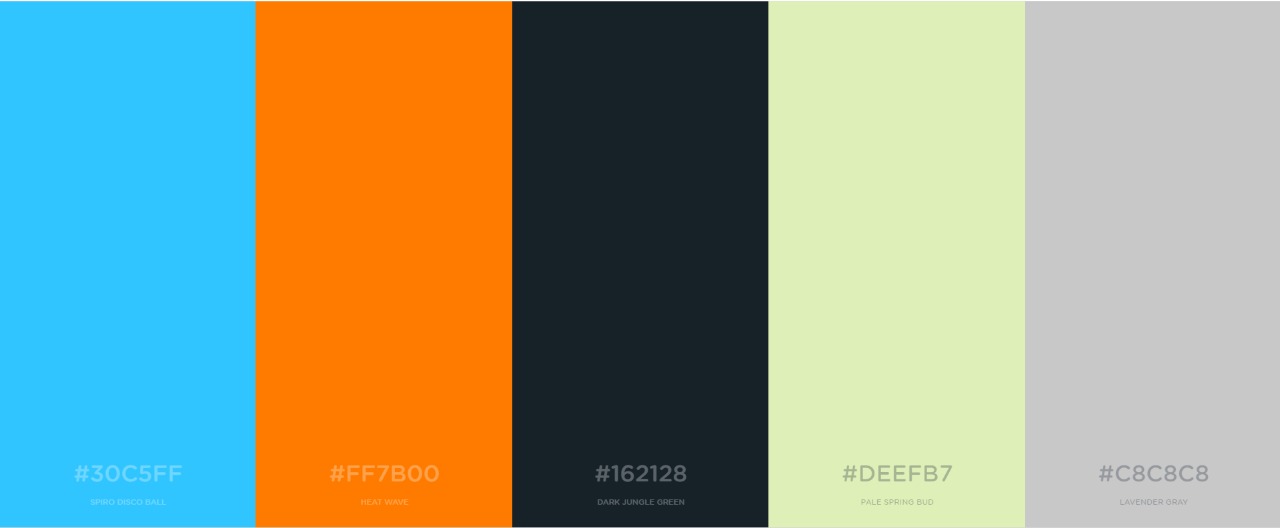 #30C5FF
SPIRO DISCO BALL
#FF7B00
HEAT WAVE
#162128
DARK JUNGLE GREEN
#DEEFB7
PALE SPRING BUD
#C8C8C8
LAVENDER GRAY